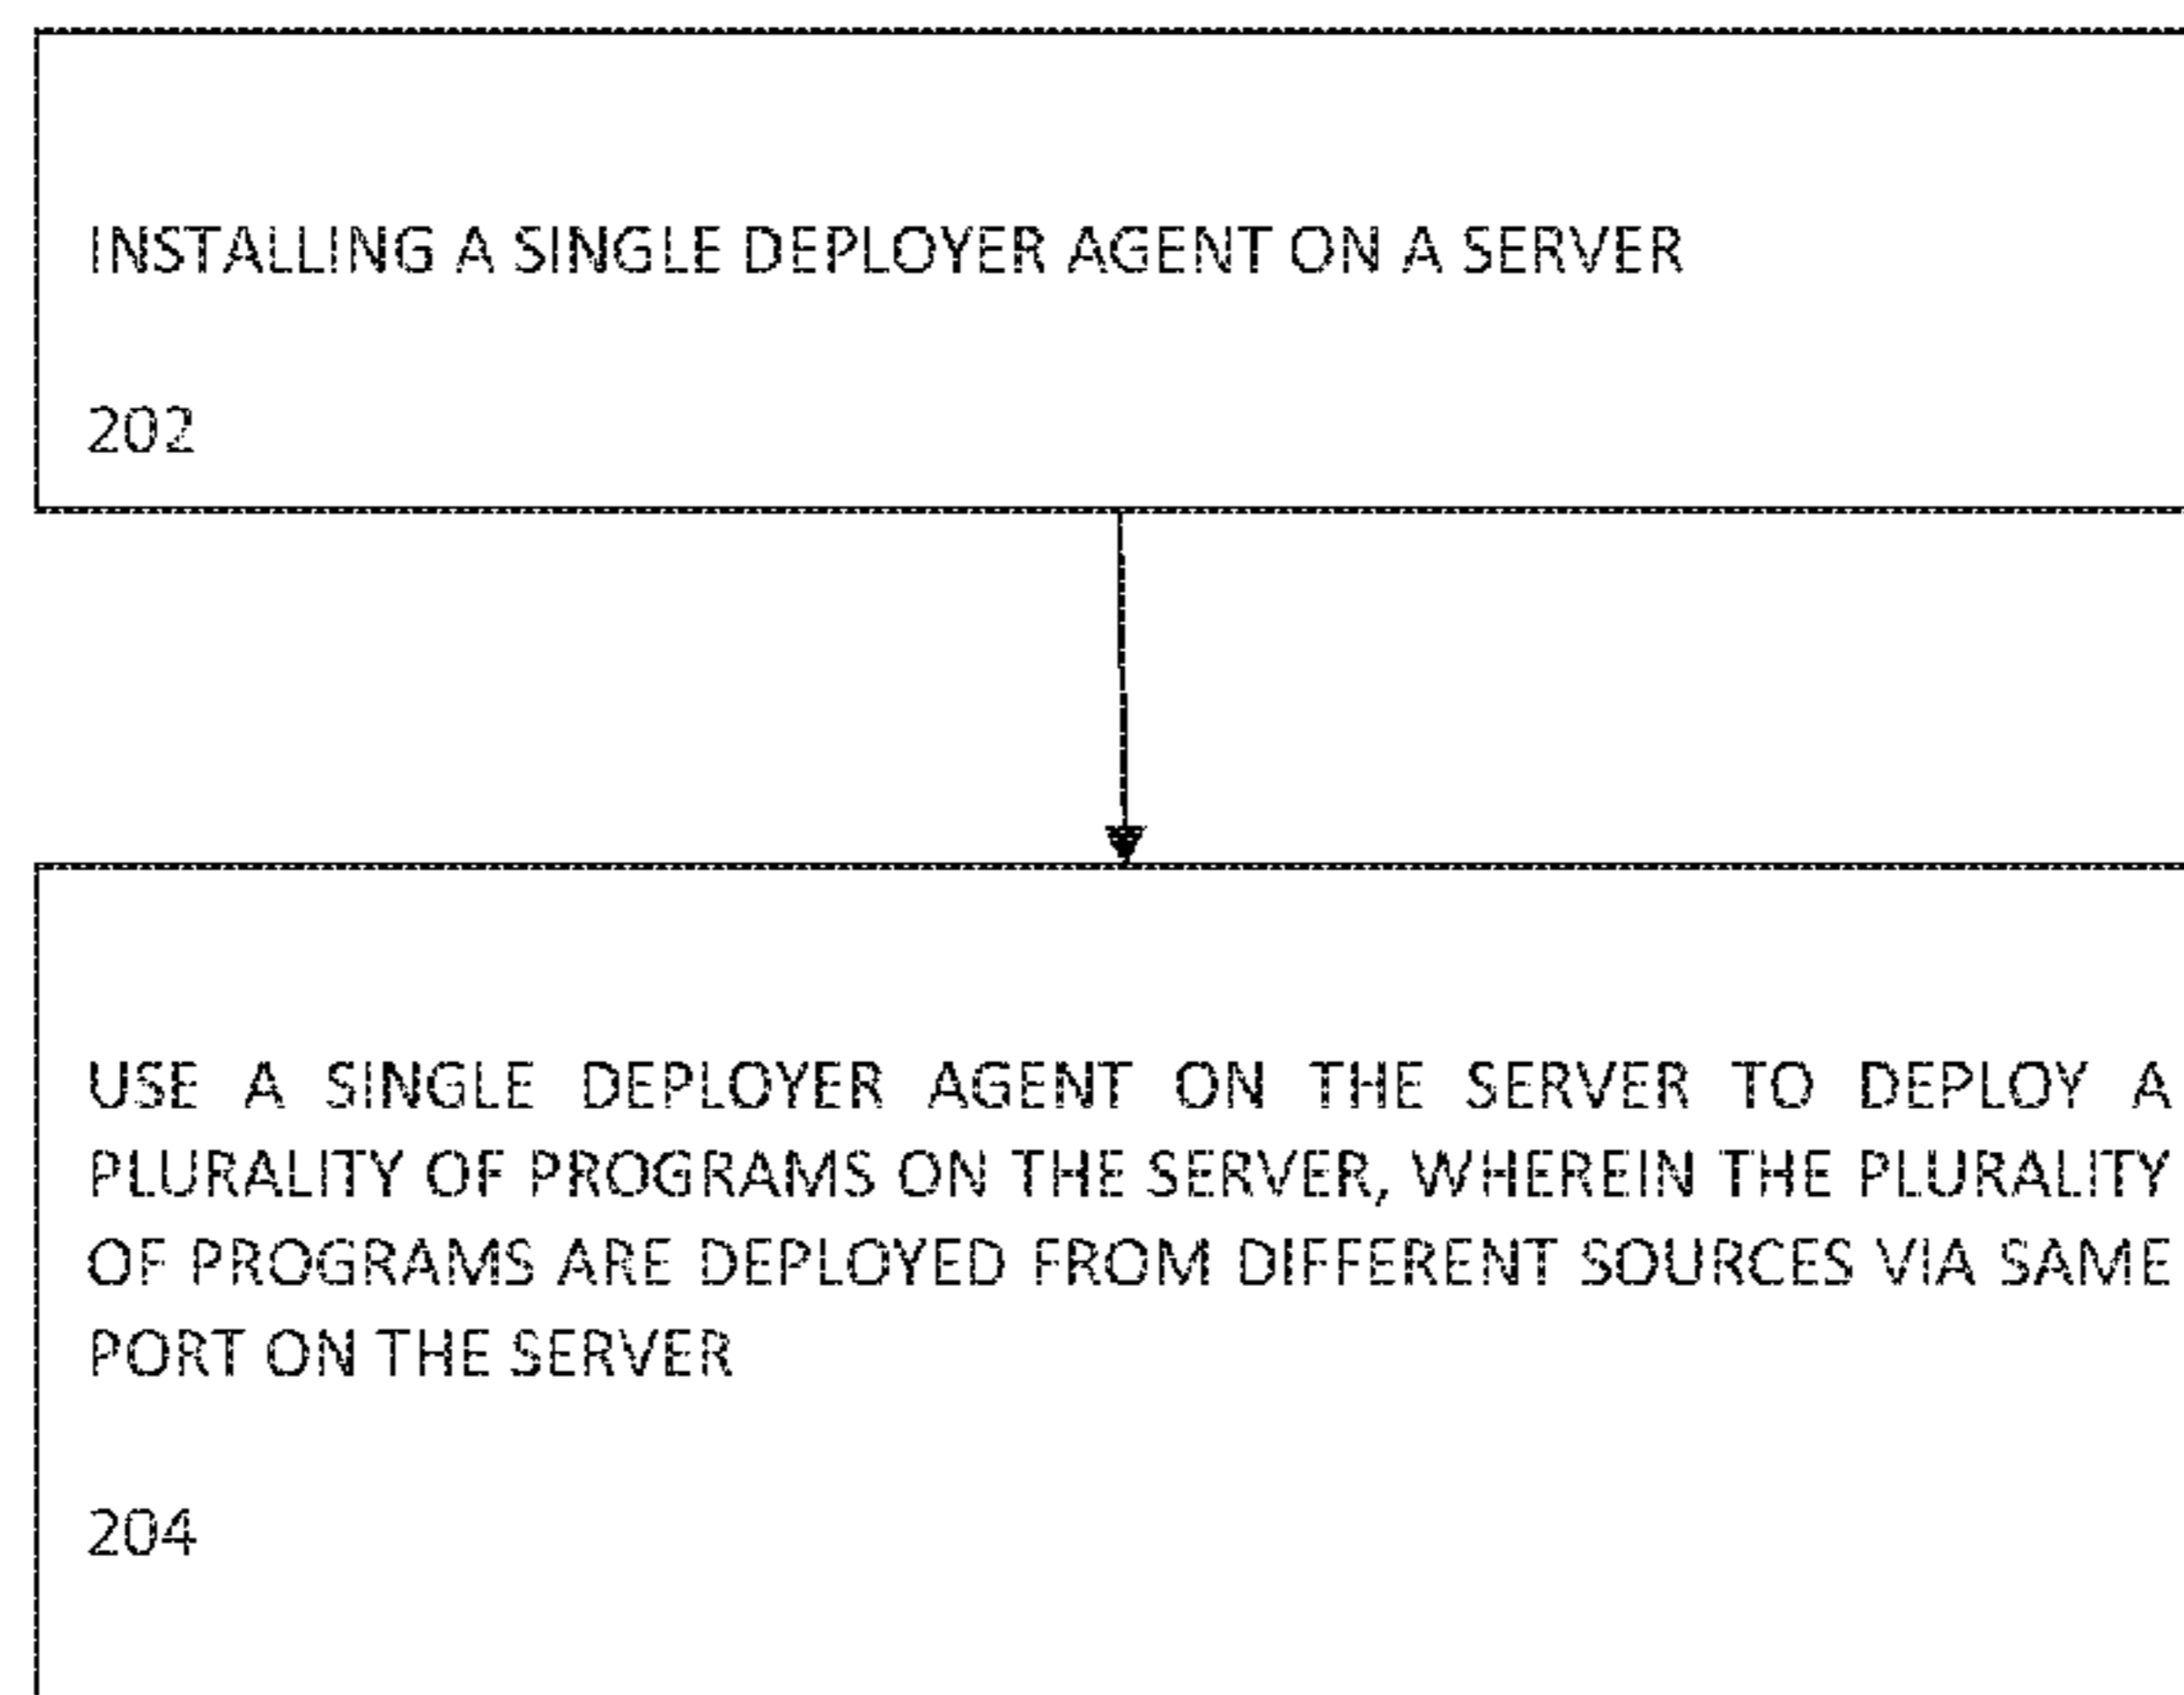 INSTALLING A SINGLE DEPLOYER AGENT ON A SERVER
202
USE A SINGLE DEPLOYER AGENT ON THE SERVER TO DEPLOY A
PLURALITY OF PROGRAMS ON THE SERVER, WHEREIN THE PLURALITY
OF PROGRAMS ARE DEPLOYED FROM DIFFERENT SOURCES VIA SAME
PORT ON THE SERVER
204